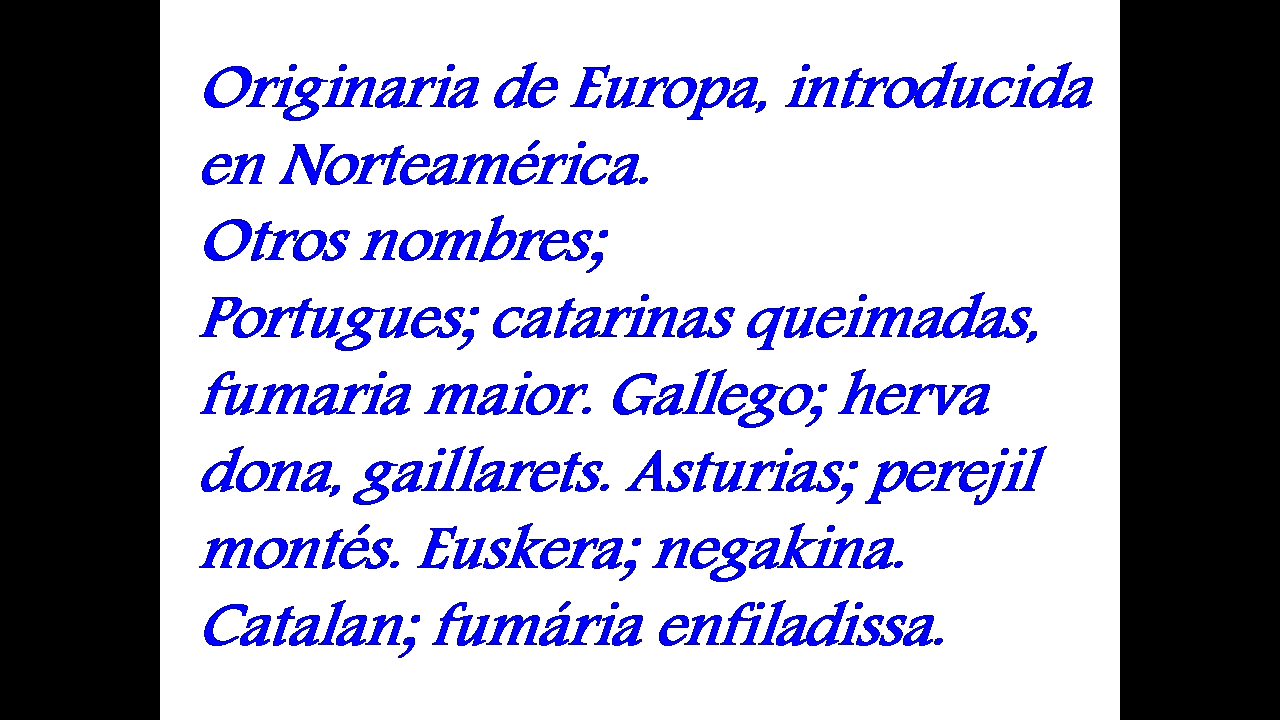 Originaria de Europa, introducida
en Norteamérica.
Otros nombres;
Portugues; catarinas queimadas,
fumaria maior. Gallego; herva
dona, gaillarets. Asturias; perejil
montés. Euskera; negakina.
Catalan; fumária enfiladissa.